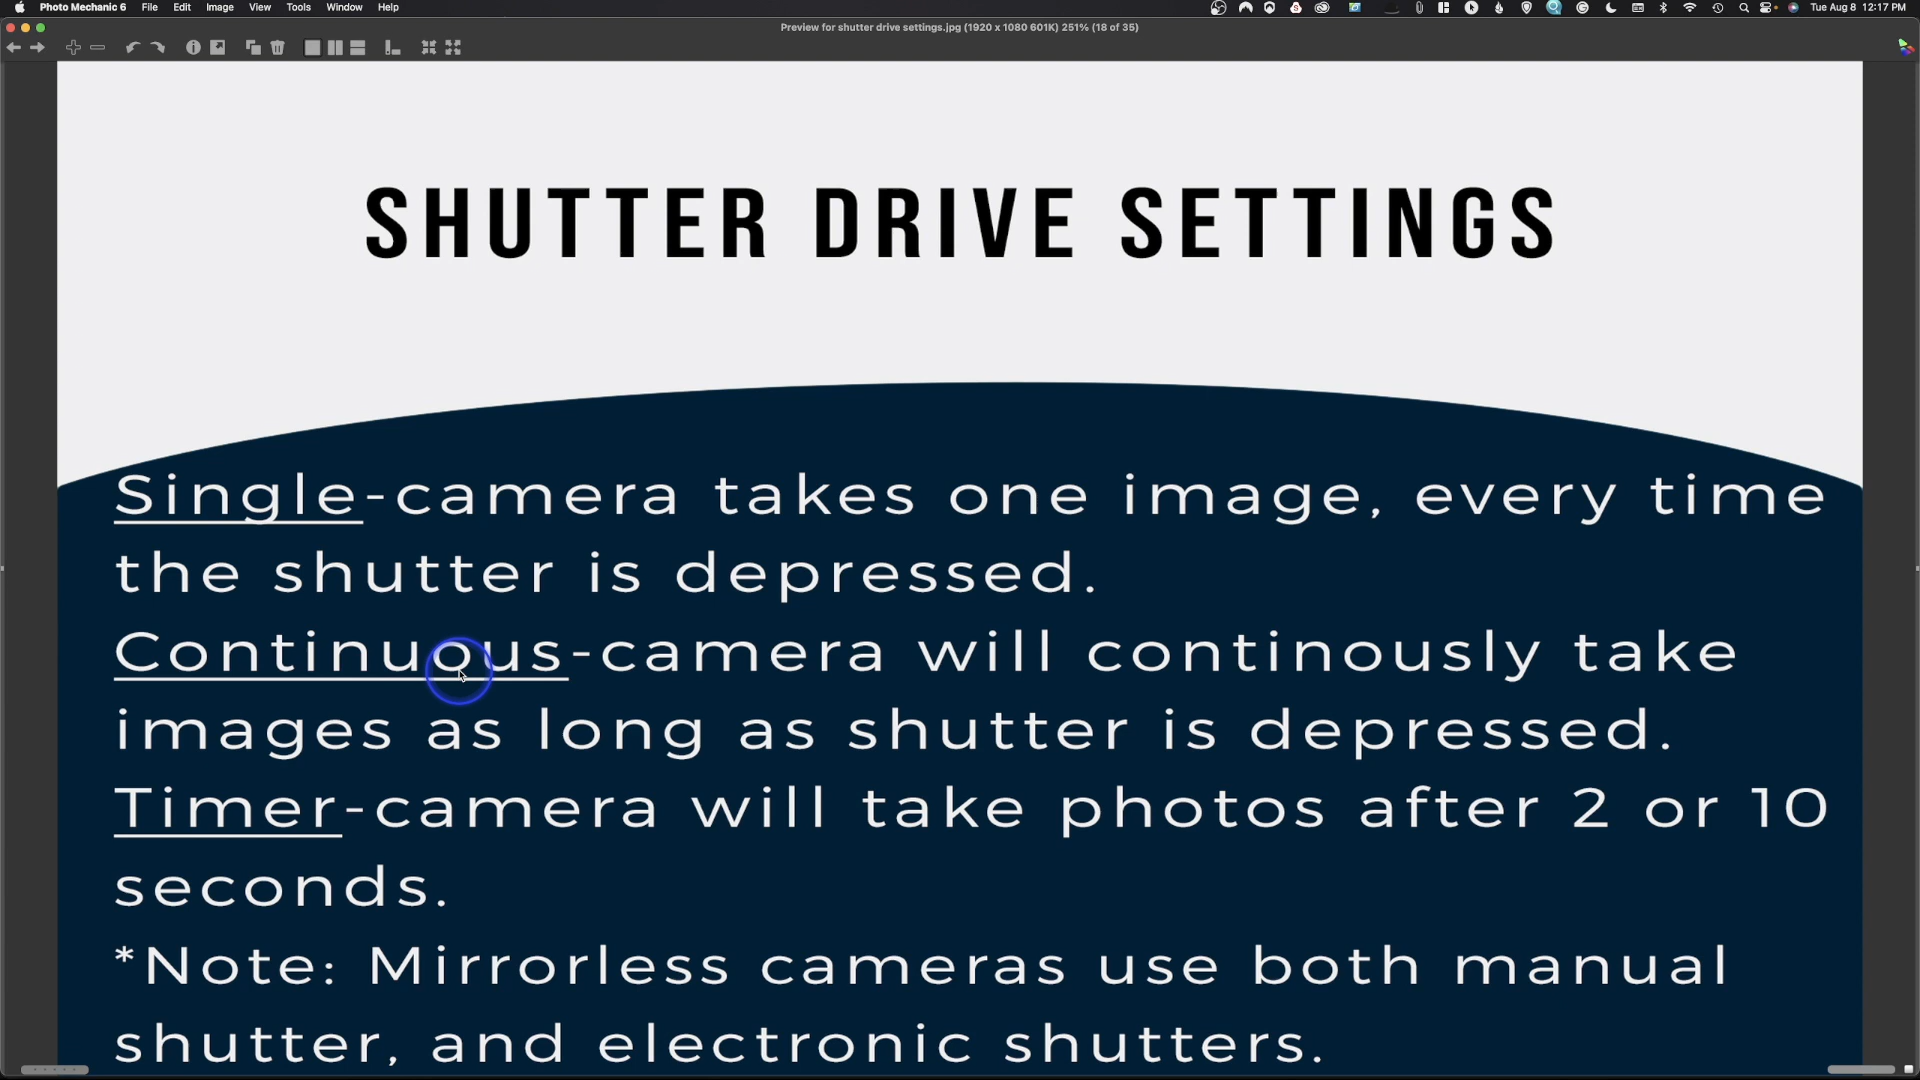 Photo Mechanic 6 File Edit Image View Tools Window Help Tue Aug 8 12:17 PM
Preview for shutter drive settings.jpg (1920 x 1080 601K) 251% (18 of 35)
SHUTTER DRIVE SETTINGS
Single-camera takes one image, every time
the shutter is depressed.
Continuous-camera will continously take
images as long as shutter is depressed.
Timer-camera will take photos after 2 or 10
seconds.
*Note: Mirrorless cameras use both manual
shutter, and electronic shutters.